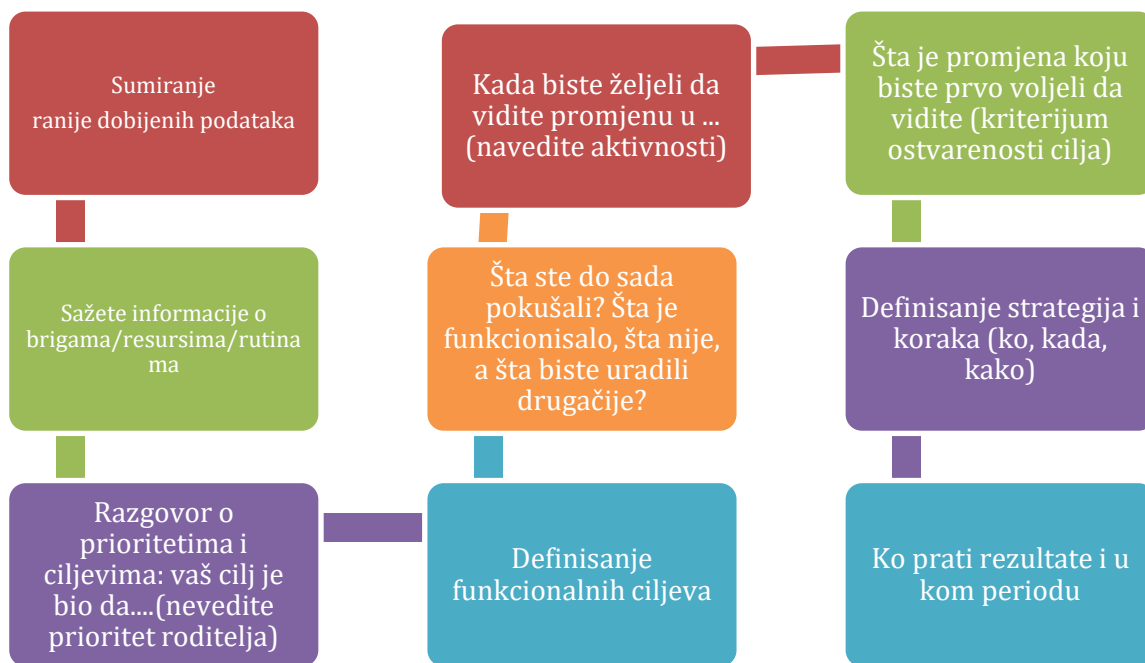 Sumiranje
ranije dobijenih podataka
Sažete informacije o
brigama/resursima/rutina
ma
Razgovor o
prioritetima i
ciljevima: vaš cilj je
bio da....(nevedite
prioritet roditelja)
Definisanje
funkcionalnih ciljeva
Šta ste do sada
pokušali? Šta je
funkcionisalo, šta nije,
a šta biste uradili
drugačije?
Kada biste željeli da
vidite promjenu u ...
(navedite aktivnosti)
Šta je promjena koju
biste prvo voljeli da
vidite (kriterijum
ostvarenosti cilja)
Definisanje strategija i
koraka (ko, kada,
kako)
Ko prati rezultate i u
kom periodu